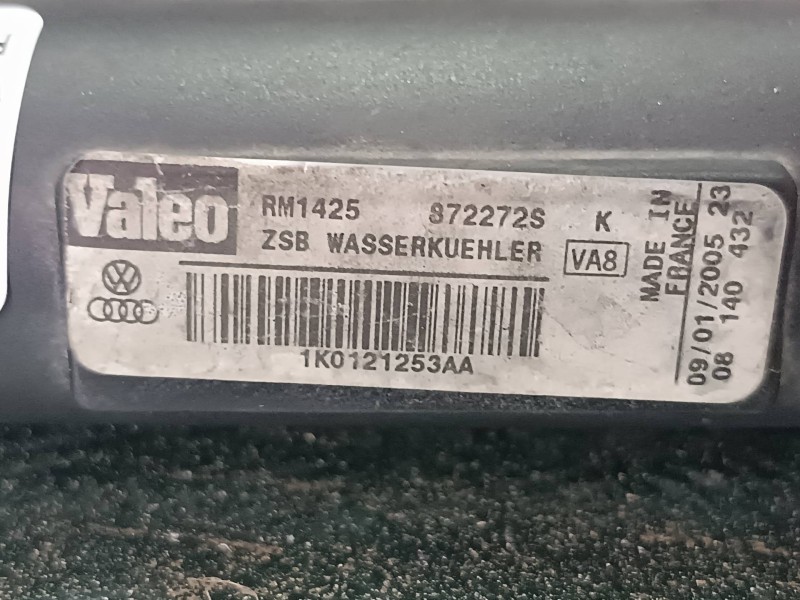 Valeo
RM1425 872272S K
ZSB WASSERKUEHLER VA8
1K0121253AA
MADE IN
FRANCE
09/01/2005 23
08 140 432